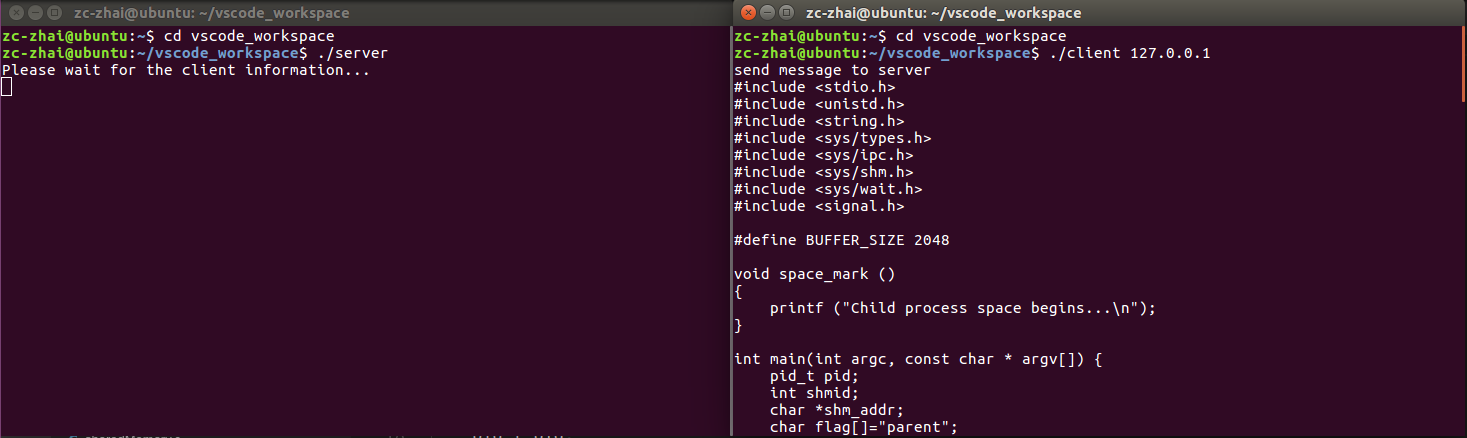 zc-zhai@ubuntu: ~/vscode_workspace
zc-zhai@ubuntu:~$ cd vscode_workspace
zc-zhai@ubuntu:~/vscode_workspace$ ./server
Please wait for the client information...
zc-zhai@ubuntu: ~/vscode_workspace
zc-zhai@ubuntu:~$ cd vscode_workspace
zc-zhai@ubuntu:~/vscode_workspace$ ./client 127.0.0.1
send message to server
#include <stdio.h>
#include <unistd.h>
#include <string.h>
#include <sys/types.h>
#include <sys/ipc.h>
#include <sys/shm.h>
#include <sys/wait.h>
#include <signal.h>
#define BUFFER_SIZE 2048
void space_mark ()
{
    printf ("Child process space begins...\n");
}
int main(int argc, const char * argv[]) {
    pid_t pid;
    int shmid;
    char *shm_addr;
    char flag[]="parent";